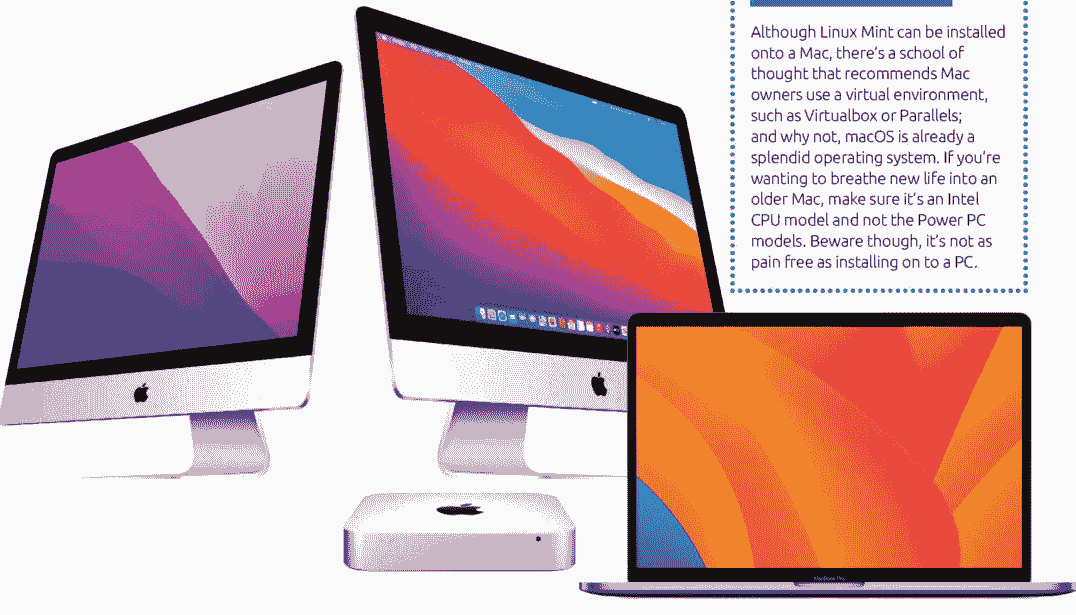 Although Linux Mint can be installed
onto a Mac, there's a school of
thought that recommends Mac
owners use a virtual environment,
such as Virtualbox or Parallels;
and why not, macOS is already a
splendid operating system. If you're
wanting to breathe new life into an
older Mac, make sure it's an Intel
CPU model and not the Power PC
models. Beware though, it's not as
pain free as installing on to a PC.
MacBook Pro